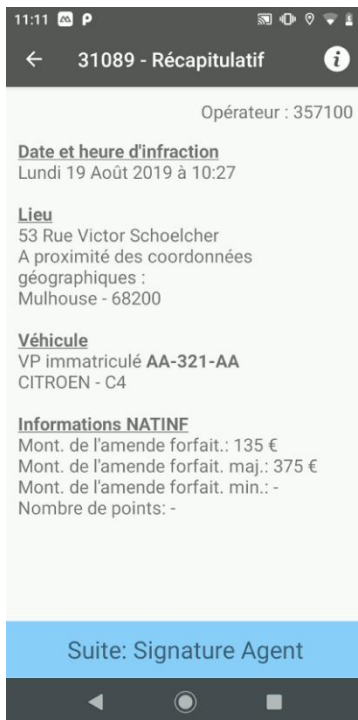 11:11
31089 - Récapitulatif
Opérateur : 357100
Date et heure d'infraction
Lundi 19 Août 2019 à 10:27
Lieu
53 Rue Victor Schoelcher
A proximité des coordonnées
géographiques :
Mulhouse - 68200
Véhicule
VP immatriculé AA-321-AA
CITROEN - C4
Informations NATINF
Mont. de l'amende forfait.: 135 €
Mont. de l'amende forfait. maj.: 375 €
Mont. de l'amende forfait. min.: -
Nombre de points: -
Suite: Signature Agent